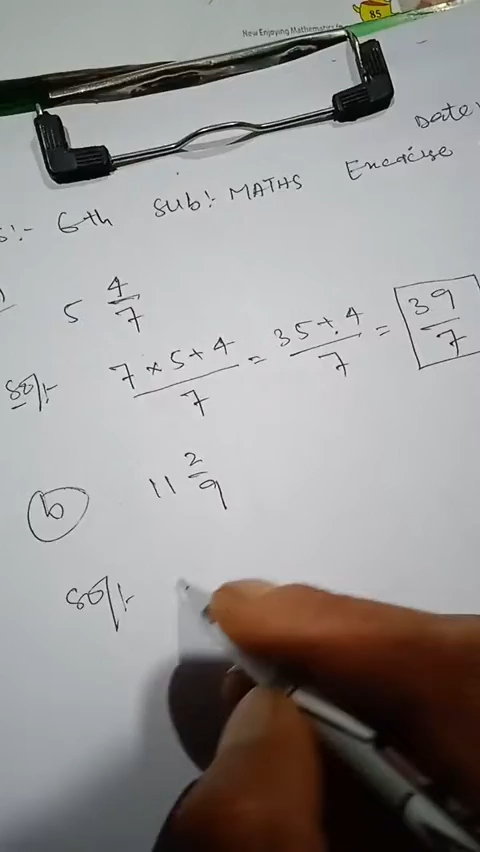 85
New Enjoying Mathematics
Date:
6th Sub:- MATHS Exercise
5 4/7
Sol:- 7 × 5 + 4 / 7 = 35 + 4 / 7 = 39 / 7
b 11 2/9
Sol:-